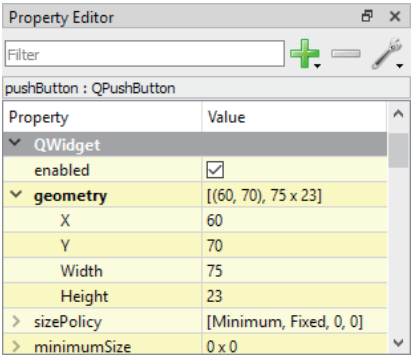 Property Editor
Filter
pushButton : QPushButton
Property Value
QWidget
enabled
geometry [(60, 70), 75 x 23]
X 60
Y 70
Width 75
Height 23
sizePolicy [Minimum, Fixed, 0, 0]
minimumSize 0 x 0